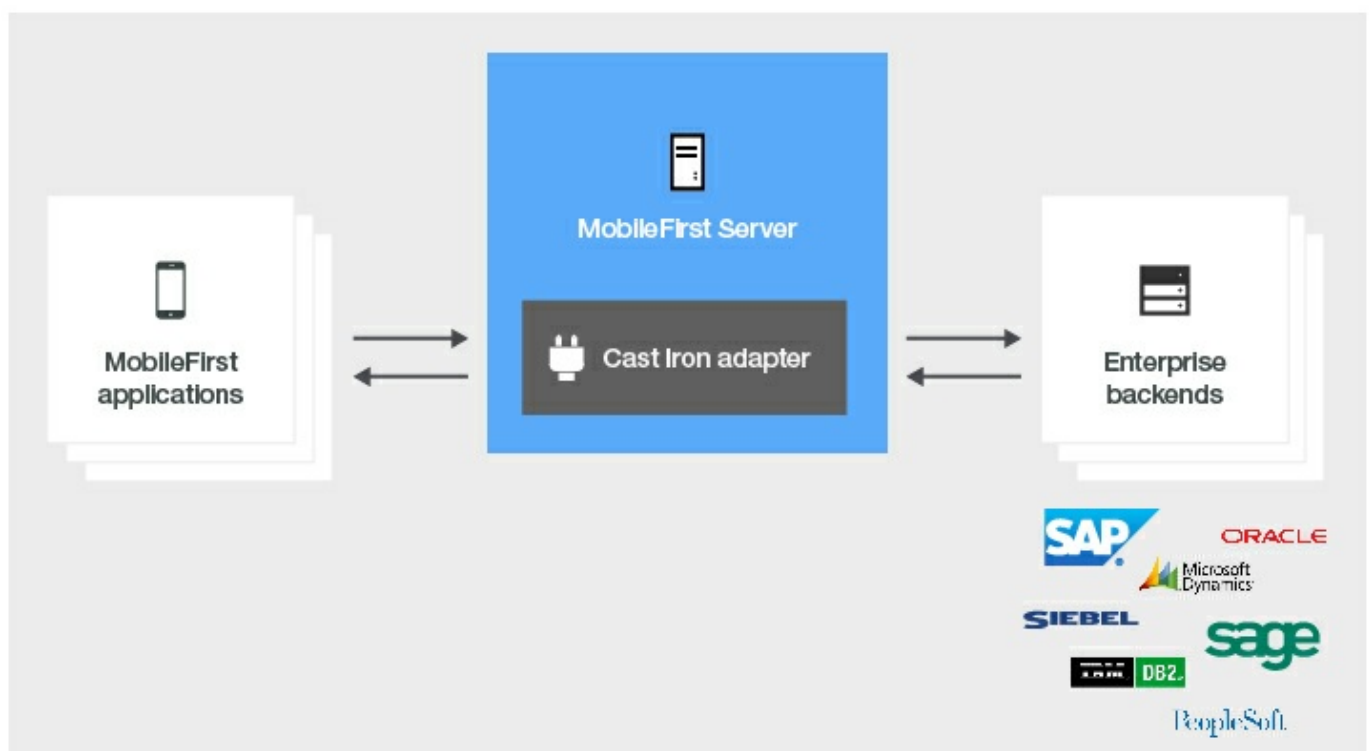 MobileFirst Server
MobileFirst
applications
Cast Iron adapter
Enterprise
backends
SAP
ORACLE
Microsoft
Dynamics
SIEBEL
sage
IBM DB2.
PeopleSoft